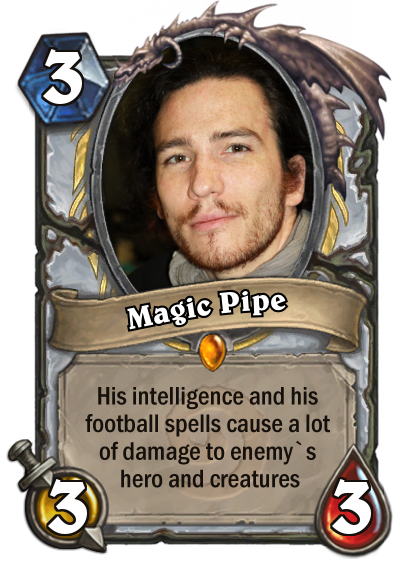 3
Magic Pipe
His intelligence and his
football spells cause a lot
of damage to enemy`s
hero and creatures
3
3